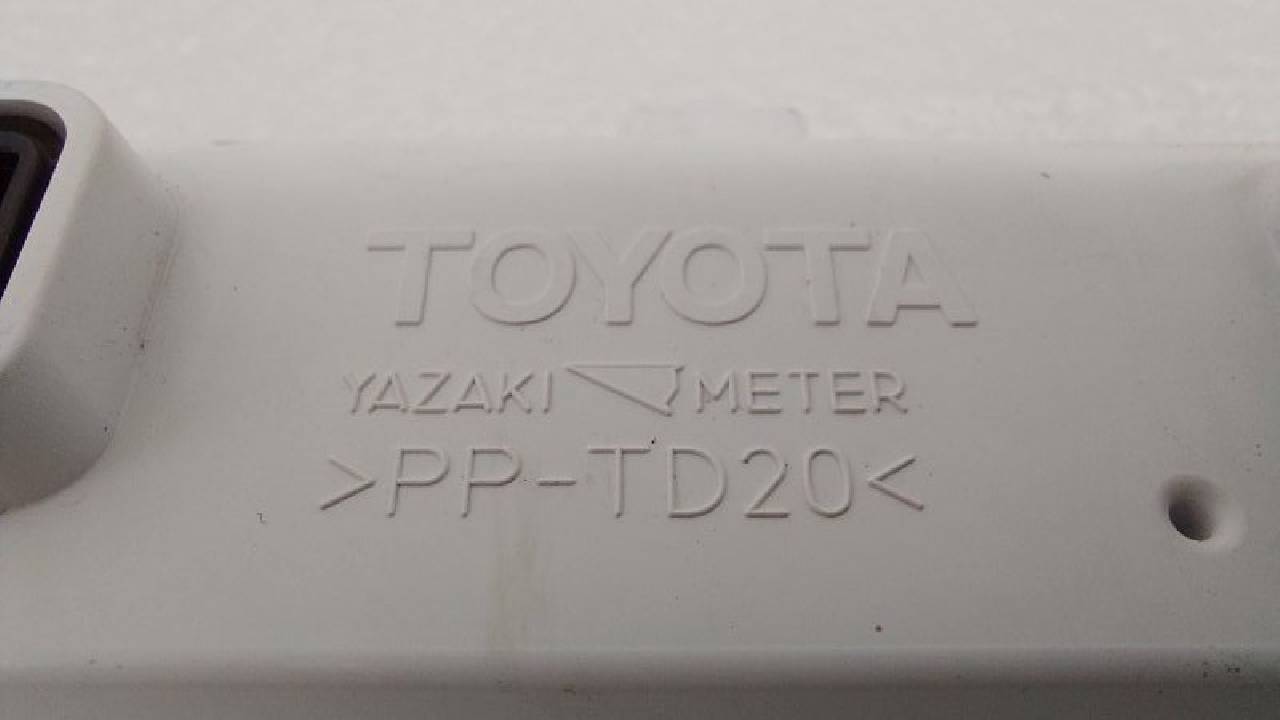 TOYOTA
YAZAKI METER
>PP-TD20<